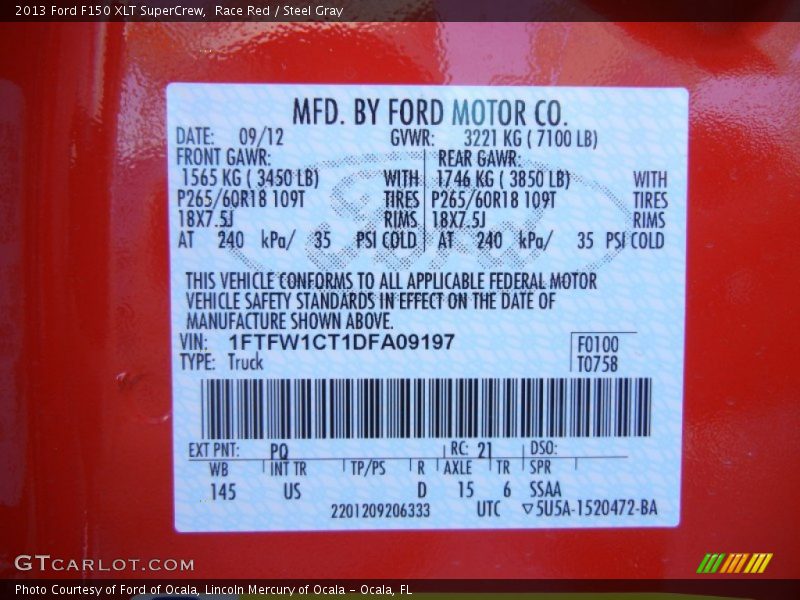 2013 Ford F150 XLT SuperCrew,  Race Red / Steel Gray
MFD. BY FORD MOTOR CO.
DATE: 09/12 GVWR: 3221 KG ( 7100 LB)
FRONT GAWR: REAR GAWR:
1565 KG ( 3450 LB) WITH 1746 KG ( 3850 LB) WITH
P265/60R18 109T TIRES P265/60R18 109T TIRES
18X7.5J RIMS 18X7.5J RIMS
AT 240 kPa/ 35 PSI COLD AT 240 kPa/ 35 PSI COLD
THIS VEHICLE CONFORMS TO ALL APPLICABLE FEDERAL MOTOR
VEHICLE SAFETY STANDARDS IN EFFECT ON THE DATE OF
MANUFACTURE SHOWN ABOVE.
VIN: 1FTFW1CT1DFA09197 F0100
TYPE: Truck T0758
EXT PNT: PQ RC: 21 DSO:
WB INT TR TP/PS R AXLE TR SPR
145 US D 15 6 SSAA
2201209206333 UTC ▽5U5A-1520472-BA
GTCARLOT.COM
Photo Courtesy of Ford of Ocala, Lincoln Mercury of Ocala - Ocala, FL